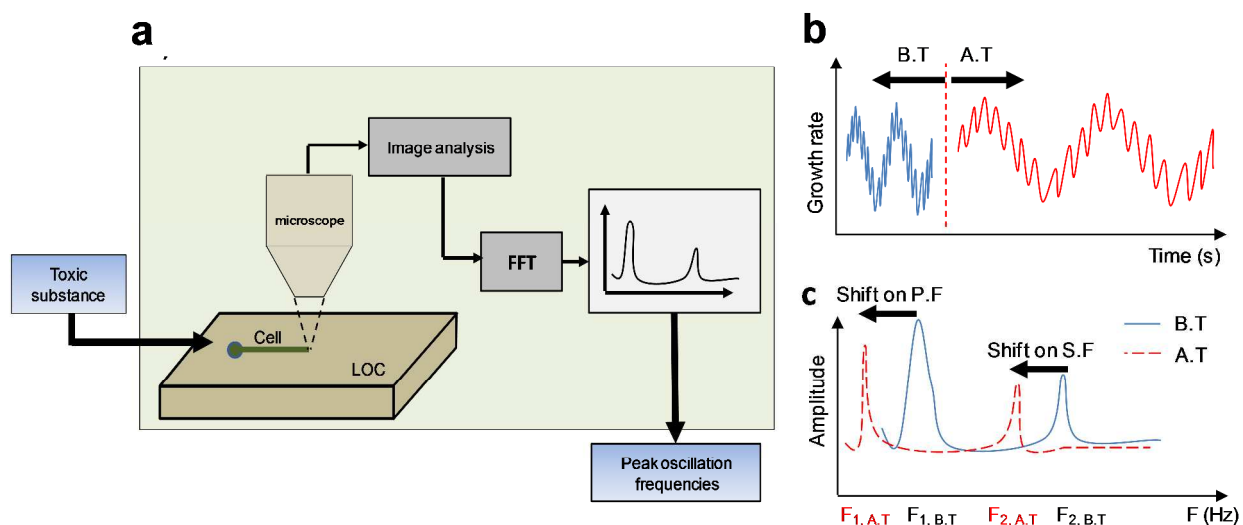 a
Image analysis
microscope
FFT
Toxic
substance
Cell
LOC
Peak oscillation
frequencies
b
B.T A.T
Growth rate
Time (s)
c
Shift on P.F
B.T
A.T
Shift on S.F
Amplitude
F1, A.T F1, B.T F2, A.T F2, B.T F (Hz)